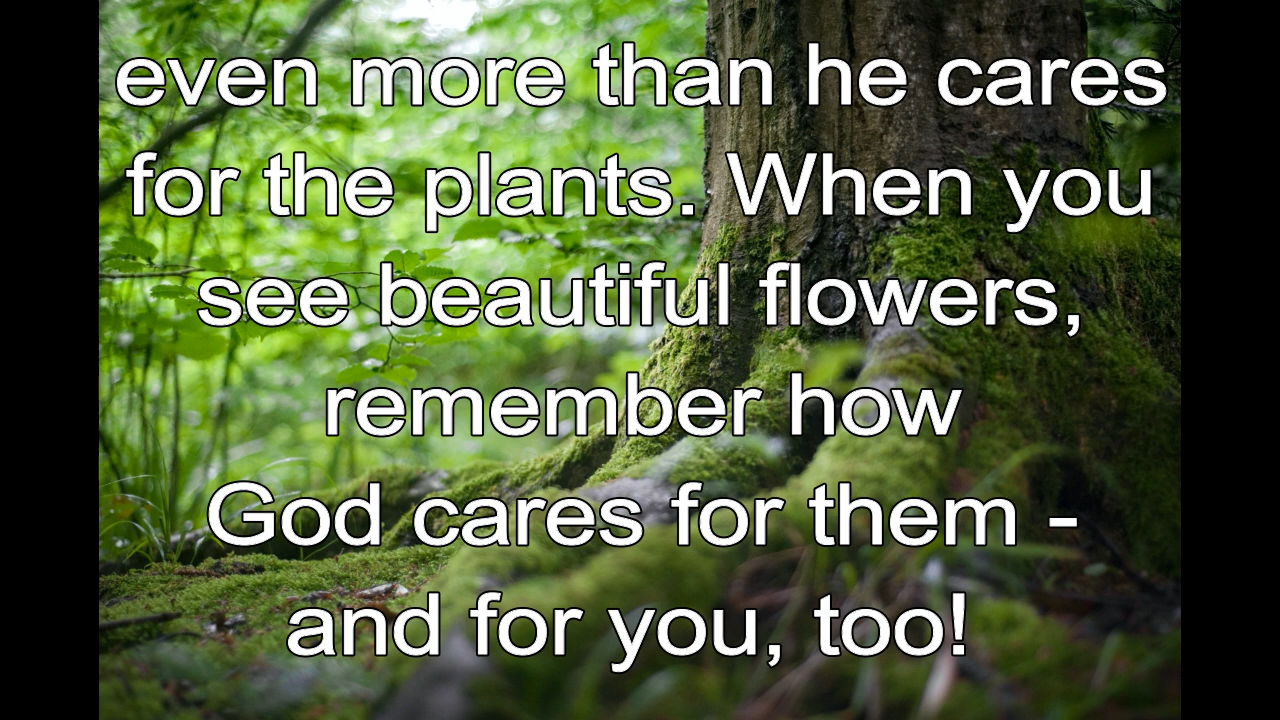 even more than he cares
for the plants. When you
see beautiful flowers,
remember how
God cares for them -
and for you, too!